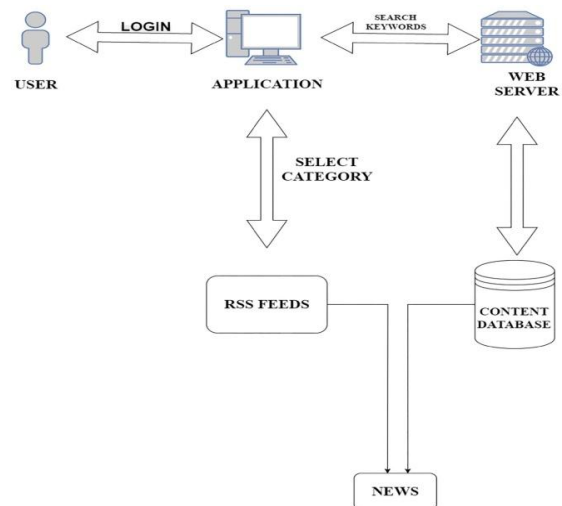 LOGIN
SEARCH
KEYWORDS
USER
APPLICATION
WEB
SERVER
SELECT
CATEGORY
RSS FEEDS
CONTENT
DATABASE
NEWS